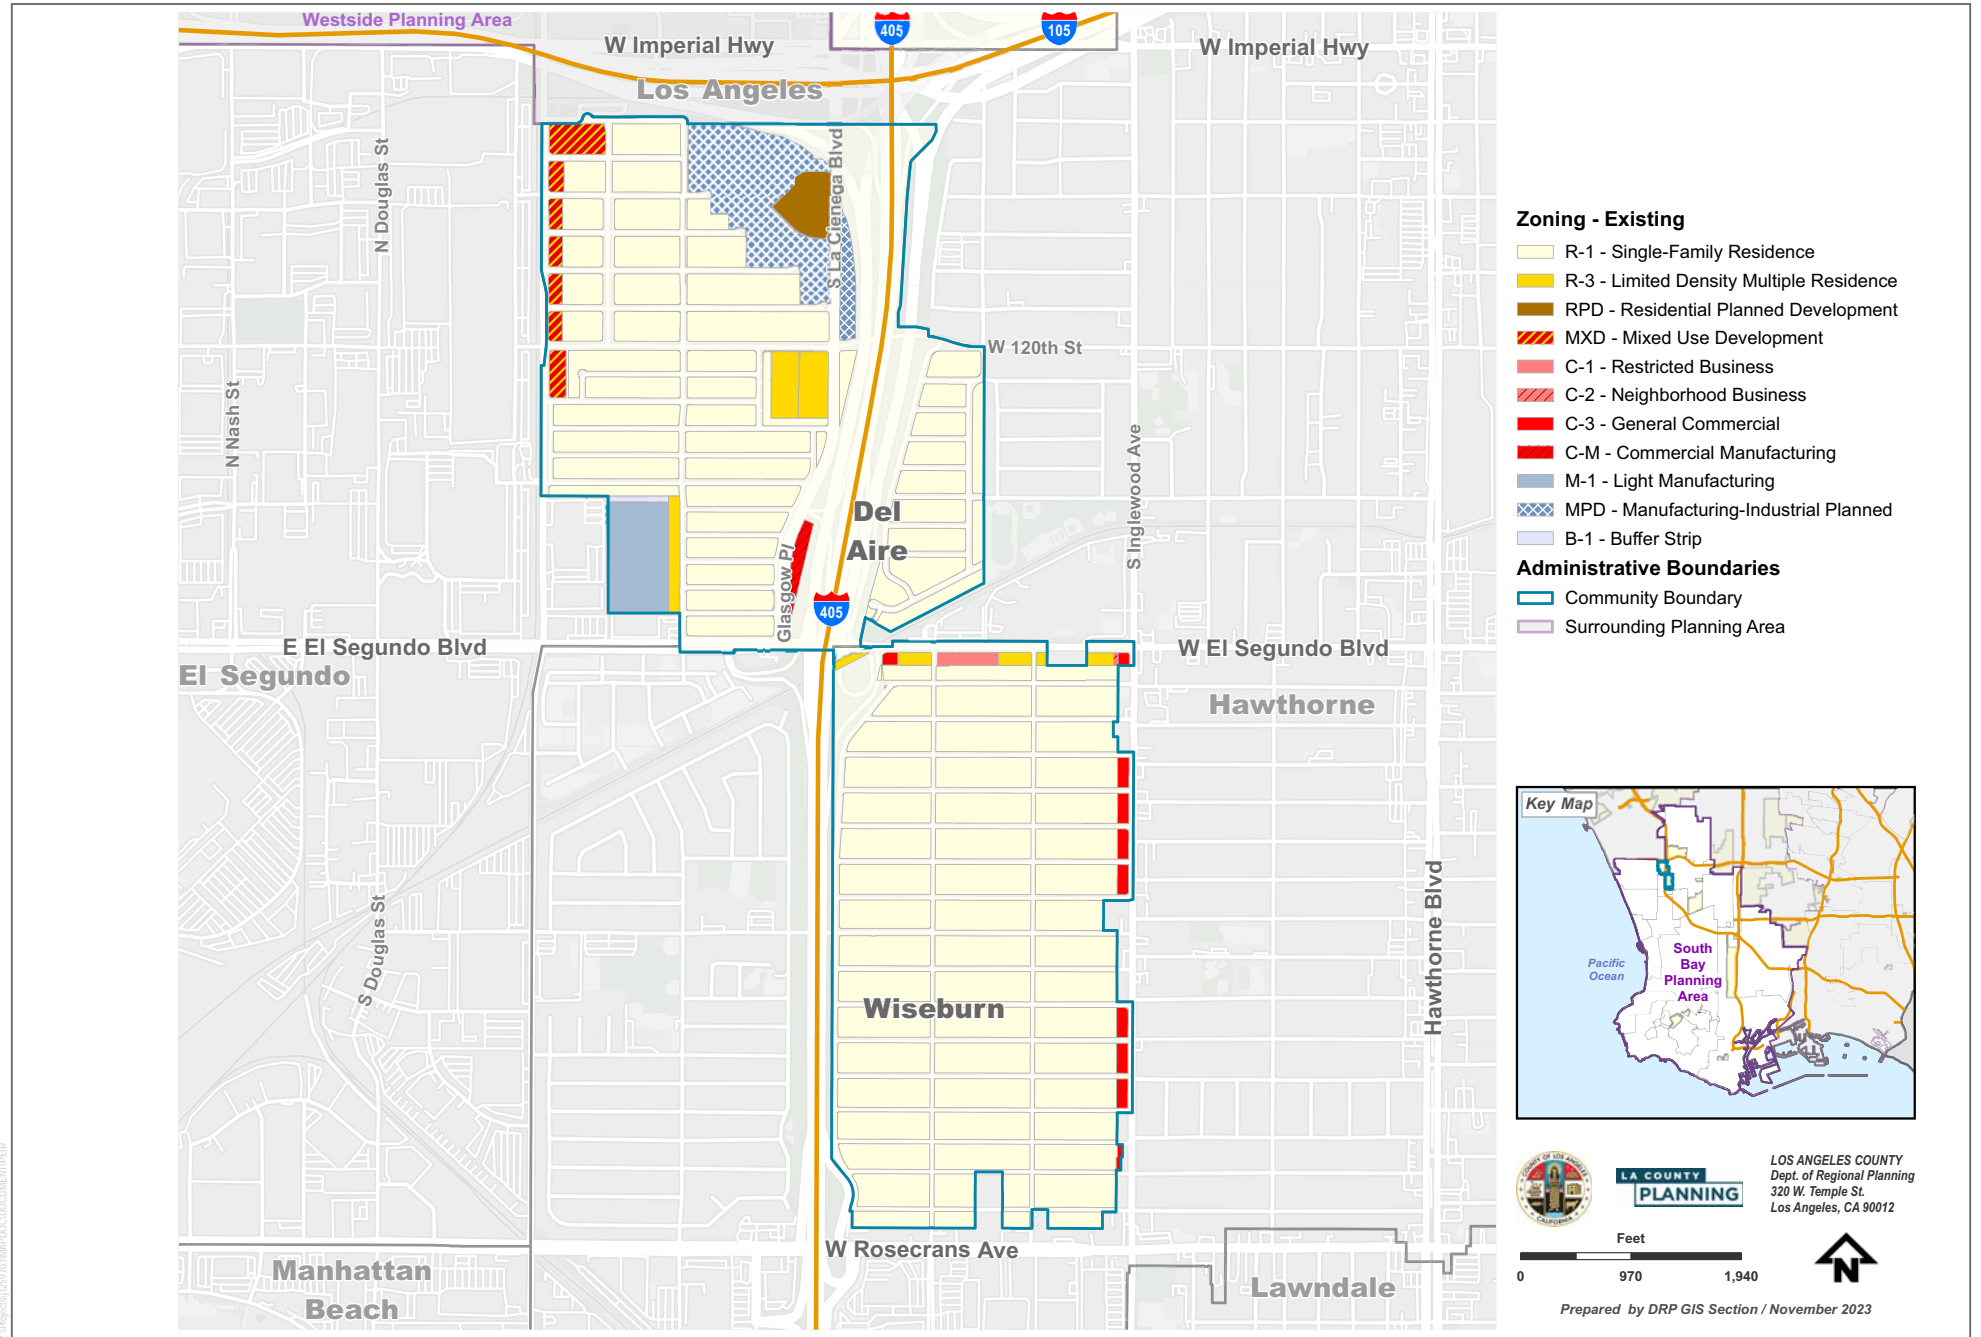 Westside Planning Area
405
105
W Imperial Hwy
W Imperial Hwy
Los Angeles
N Douglas St
S La Cienega Blvd
W 120th St
N Nash St
S Inglewood Ave
Del
Aire
Glasgow Pl
405
E El Segundo Blvd
W El Segundo Blvd
El Segundo
Hawthorne
Hawthorne Blvd
S Douglas St
Wiseburn
W Rosecrans Ave
Manhattan
Beach
Lawndale
Zoning - Existing
R-1 - Single-Family Residence
R-3 - Limited Density Multiple Residence
RPD - Residential Planned Development
MXD - Mixed Use Development
C-1 - Restricted Business
C-2 - Neighborhood Business
C-3 - General Commercial
C-M - Commercial Manufacturing
M-1 - Light Manufacturing
MPD - Manufacturing-Industrial Planned
B-1 - Buffer Strip
Administrative Boundaries
Community Boundary
Surrounding Planning Area
Key Map
Pacific
Ocean
South
Bay
Planning
Area
COUNTY OF LOS ANGELES
CALIFORNIA
LA COUNTY
PLANNING
LOS ANGELES COUNTY
Dept. of Regional Planning
320 W. Temple St.
Los Angeles, CA 90012
Feet
0 970 1,940
N
Prepared by DRP GIS Section / November 2023